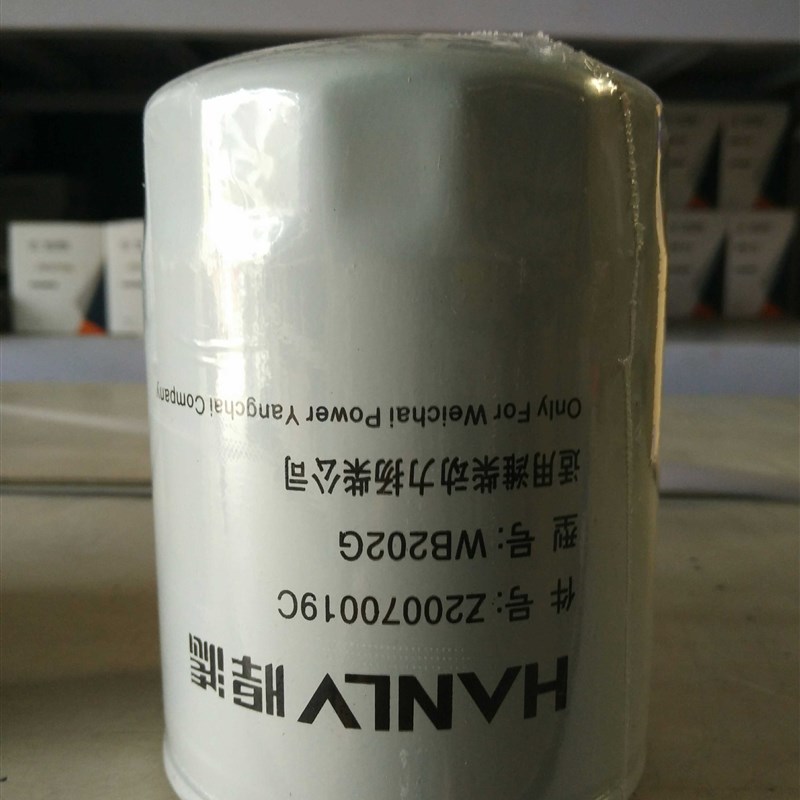 HANLV 悍滤
件 号:Z20070019C
型 号:WB202G
适用潍柴动力扬柴公司
Only For Weichai Power Yangchai Company